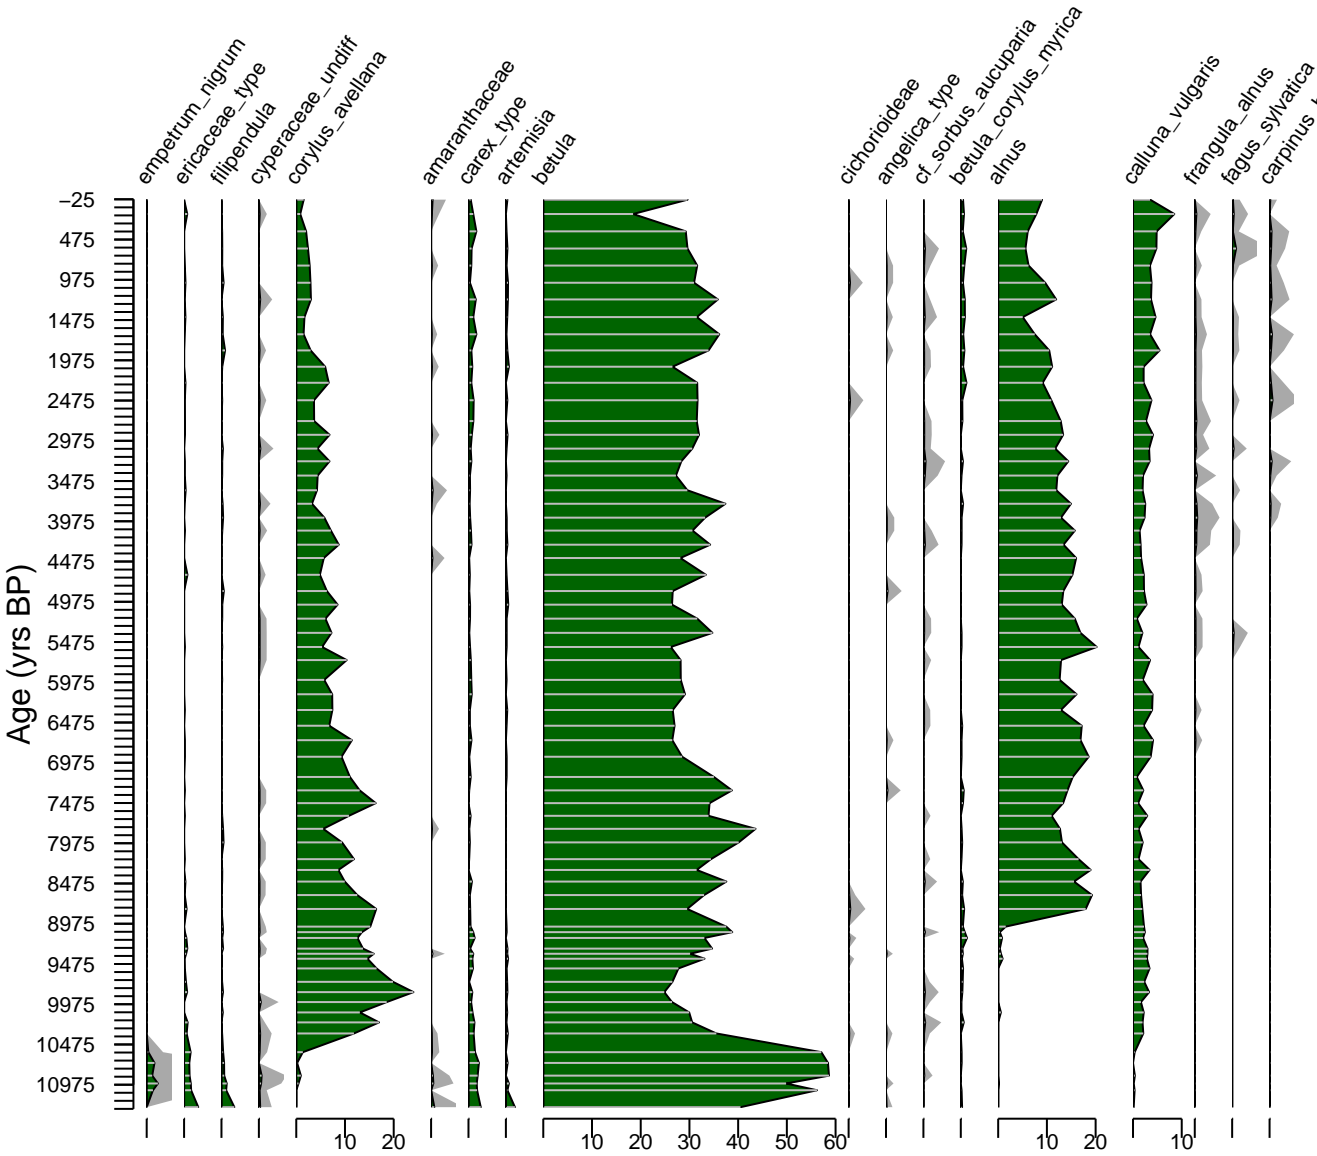 empetrum_nigrum
ericaceae_type
filipendula
cyperaceae_undiff
corylus_avellana
amaranthaceae
carex_type
artemisia
betula
cichorioideae
angelica_type
cf_sorbus_aucuparia
betula_corylus_myrica
alnus
calluna_vulgaris
frangula_alnus
fagus_sylvatica
carpinus_
Age (yrs BP)
−25
475
975
1475
1975
2475
2975
3475
3975
4475
4975
5475
5975
6475
6975
7475
7975
8475
8975
9475
9975
10475
10975
10 20 10 20 30 40 50 60 10 20 10